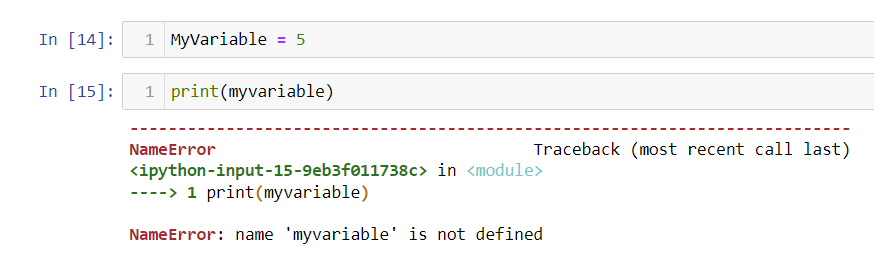 In [14]: 1 MyVariable = 5
In [15]: 1 print(myvariable)
---------------------------------------------------------------------------
NameError Traceback (most recent call last)
<ipython-input-15-9eb3f011738c> in <module>
----> 1 print(myvariable)
NameError: name 'myvariable' is not defined